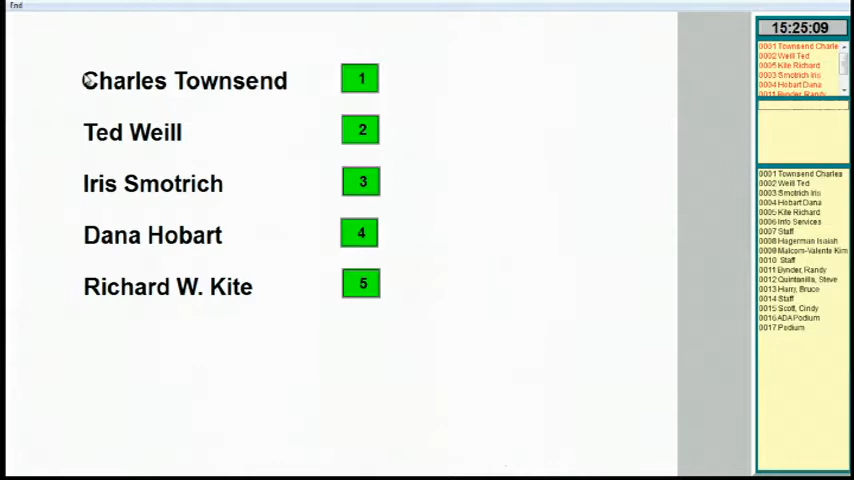 End
Charles Townsend 1
Ted Weill 2
Iris Smotrich 3
Dana Hobart 4
Richard W. Kite 5
15:25:09
0001 Townsend Charle
0002 Weill Ted
0005 Kite Richard
0003 Smotrich Iris
0004 Hobart Dana
0011 Bynder, Randy
0001 Townsend Charles
0002 Weill Ted
0003 Smotrich Iris
0004 Hobart Dana
0005 Kite Richard
0006 Info Services
0007 Staff
0008 Hagerman Isaiah
0009 Malcom-Valenta Kim
0010 Staff
0011 Bynder, Randy
0012 Quintanilla, Steve
0013 Harry, Bruce
0014 Staff
0015 Scott, Cindy
0016 ADA Podium
0017 Podium